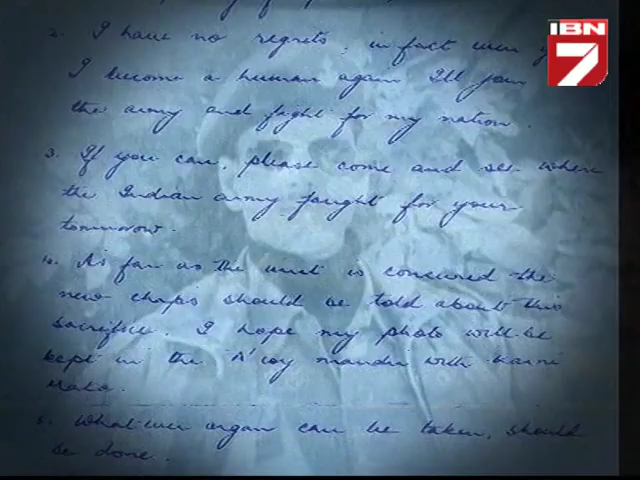 2. I have no regrets, in fact even
I become a human again I'll join
the army and fight for my nation.
3. If you can, please come and see where
the Indian army fought for your
tomorrow.
4. As far as the unit is concerned the
new chaps should be told about this
sacrifice. I hope my photo will be
kept in the 'A' coy mandir with Karni
Mata.
5. Whatever organ can be taken, should
be done.
IBN
7